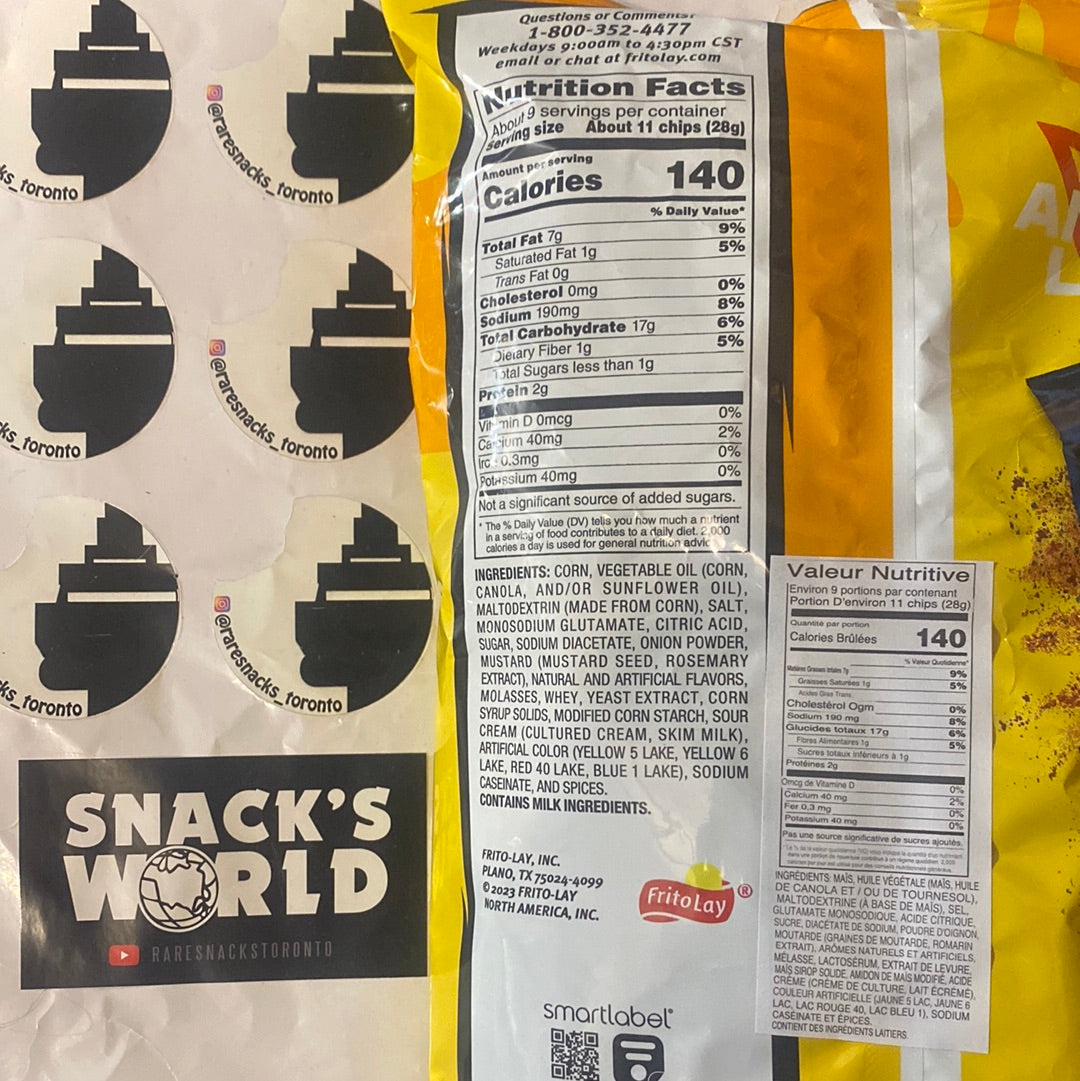 Questions or Comments?
1-800-352-4477
Weekdays 9:00am to 4:30pm CST
email or chat at fritolay.com
Nutrition Facts
About 9 servings per container
Serving size About 11 chips (28g)
Amount per serving
Calories 140
% Daily Value*
Total Fat 7g 9%
Saturated Fat 1g 5%
Trans Fat 0g
Cholesterol 0mg 0%
Sodium 190mg 8%
Total Carbohydrate 17g 6%
Dietary Fiber 1g 5%
Total Sugars less than 1g
Protein 2g
Vitamin D 0mcg 0%
Calcium 40mg 2%
Iron 0.3mg 0%
Potassium 40mg 0%
Not a significant source of added sugars.
* The % Daily Value (DV) tells you how much a nutrient
in a serving of food contributes to a daily diet. 2,000
calories a day is used for general nutrition advice.
INGREDIENTS: CORN, VEGETABLE OIL (CORN,
CANOLA, AND/OR SUNFLOWER OIL),
MALTODEXTRIN (MADE FROM CORN), SALT,
MONOSODIUM GLUTAMATE, CITRIC ACID,
SUGAR, SODIUM DIACETATE, ONION POWDER,
MUSTARD (MUSTARD SEED, ROSEMARY
EXTRACT), NATURAL AND ARTIFICIAL FLAVORS,
MOLASSES, WHEY, YEAST EXTRACT, CORN
SYRUP SOLIDS, MODIFIED CORN STARCH, SOUR
CREAM (CULTURED CREAM, SKIM MILK),
ARTIFICIAL COLOR (YELLOW 5 LAKE, YELLOW 6
LAKE, RED 40 LAKE, BLUE 1 LAKE), SODIUM
CASEINATE, AND SPICES.
CONTAINS MILK INGREDIENTS.
FRITO-LAY, INC.
PLANO, TX 75024-4099
©2023 FRITO-LAY
NORTH AMERICA, INC.
Frito Lay ®
smartlabel®
Valeur Nutritive
Environ 9 portions par contenant
Portion D'environ 11 chips (28g)
Quantité par portion
Calories Brûlées 140
% Valeur Quotidienne*
Matières Grasses totales 7g 9%
Graisses Saturées 1g 5%
Acides Gras Trans
Cholestérol Ogm 0%
Sodium 190 mg 8%
Glucides totaux 17g 6%
Fibres Alimentaires 1g 5%
Sucres totaux inférieurs à 1g
Protéines 2g
Omcg de Vitamine D 0%
Calcium 40 mg 2%
Fer 0,3 mg 0%
Potassium 40 mg 0%
Pas une source significative de sucres ajoutés.
INGRÉDIENTS: MAÏS, HUILE VÉGÉTALE (MAÏS, HUILE
DE CANOLA ET / OU DE TOURNESOL),
MALTODEXTRINE (À BASE DE MAÏS), SEL,
GLUTAMATE MONOSODIQUE, ACIDE CITRIQUE,
SUCRE, DIACÉTATE DE SODIUM, POUDRE D'OIGNON,
MOUTARDE (GRAINES DE MOUTARDE, ROMARIN
EXTRAIT), ARÔMES NATURELS ET ARTIFICIELS,
MÉLASSE, LACTOSÉRUM, EXTRAIT DE LEVURE,
MAÏS SIROP SOLIDE, AMIDON DE MAÏS MODIFIÉ, ACIDE
CRÈME (CRÈME DE CULTURE, LAIT ÉCRÉMÉ),
COULEUR ARTIFICIELLE (JAUNE 5 LAC, JAUNE 6
LAC, LAC ROUGE 40, LAC BLEU 1), SODIUM
CASÉINATE ET ÉPICES.
CONTIENT DES INGRÉDIENTS LAITIERS.
ks_toronto
@raresnacks_toronto
ks_toronto
@raresnacks_toronto
ks_toronto
@raresnacks_toronto
SNACK'S
WORLD
RARESNACKSTORONTO